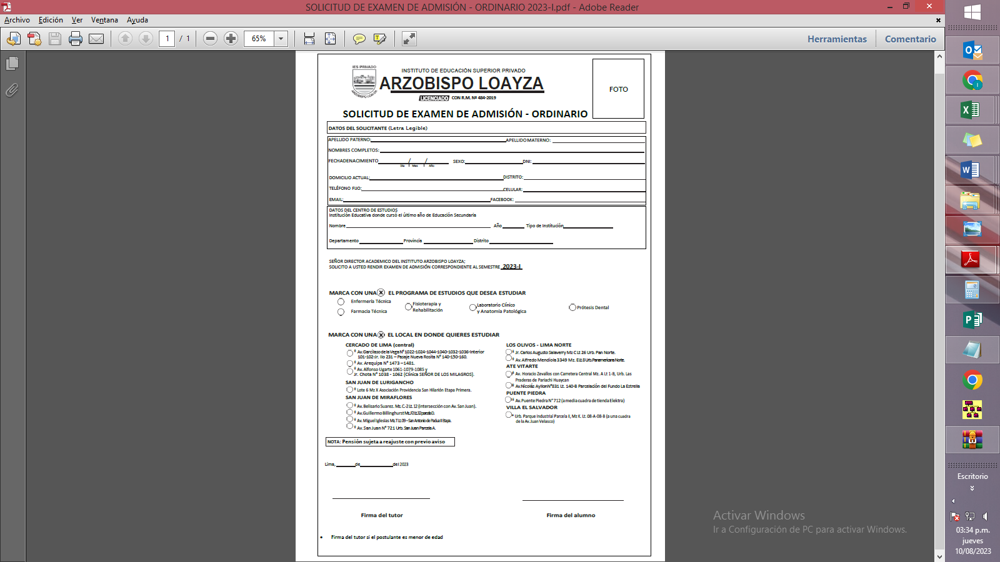 SOLICITUD DE EXAMEN DE ADMISIÓN - ORDINARIO 2023-I.pdf - Adobe Reader
Archivo Edición Ver Ventana Ayuda
1 / 1 65% Herramientas Comentario
IES PRIVADO
ARZOBISPO LOAYZA
INSTITUTO DE EDUCACIÓN SUPERIOR PRIVADO
ARZOBISPO LOAYZA
LICENCIADO CON R.M. Nº 484-2019
FOTO
SOLICITUD DE EXAMEN DE ADMISIÓN - ORDINARIO
DATOS DEL SOLICITANTE (Letra Legible)
APELLIDO PATERNO: APELLIDO MATERNO:
NOMBRES COMPLETOS:
FECHADENACIMIENTO / / SEXO: DNI:
Día Mes Año
DOMICILIO ACTUAL: DISTRITO:
TELÉFONO FIJO: CELULAR:
EMAIL: FACEBOOK:
DATOS DEL CENTRO DE ESTUDIOS
Institución Educativa donde cursó el último año de Educación Secundaria
Nombre Año Tipo de Institución
Departamento Provincia Distrito
SEÑOR DIRECTOR ACADEMICO DEL INSTITUTO ARZOBISPO LOAYZA;
SOLICITO A USTED RENDIR EXAMEN DE ADMISIÓN CORRESPONDIENTE AL SEMESTRE 2023-I
MARCA CON UNA X EL PROGRAMA DE ESTUDIOS QUE DESEA ESTUDIAR
Enfermería Técnica
Farmacia Técnica
Fisioterapia y
Rehabilitación
Laboratorio Clínico
y Anatomía Patológica
Prótesis Dental
MARCA CON UNA X EL LOCAL EN DONDE QUIERES ESTUDIAR
CERCADO DE LIMA (central)
* Av.Garcilaso de la Vega N° 1022-1024-1044-1040-1032-1036-Interior
101-102-Jr. Ilo 231 – Pasaje Nueva Rosita N° 140-150-160.
* Av. Arequipa N° 1473 – 1481.
* Av. Alfonso Ugarte 1061-1079-1085 y
Jr. Chota N° 1038 - 1062 (Clínica SEÑOR DE LOS MILAGROS).
SAN JUAN DE LURIGANCHO
* Lote 6 Mz X Asociación Providencia San Hilarión Etapa Primera.
SAN JUAN DE MIRAFLORES
* Av. Belisario Suarez. Mz. C.-2 Lt. 12 (Intersección con Av. San Juan).
* Av.Guillermo Billinghurst Mz. F2 Lt.32 parcela D.
* Av. Miguel Iglesias Mz. T Lt 09 – San Antonio de Padua II Etapa.
* Av. San Juan N° 721 Urb. San Juan Parcela A.
LOS OLIVOS - LIMA NORTE
* Jr. Carlos Augusto Salaverry Mz C Lt 26 Urb. Pan Norte.
* Av. Alfredo Mendiola 3349 Mz. E Lt. 8 Urb. Panamericana Norte.
ATE VITARTE
* Av. Horacio Zevallos con Carretera Central Mz. A Lt 1-8, Urb. Las
Praderas de Pariachi Huaycan
* Av.Nicolás Ayllon N°831 Lt. 140-B Parcelación del Fundo La Estrella
PUENTE PIEDRA
* Av. Puente Piedra N° 712 (a media cuadra de tienda Elektra)
VILLA EL SALVADOR
* Urb. Parque Industrial Parcela II, Mz K. Lt. 08-A-08-B (a una cuadra
de la Av. Juan Velasco)
NOTA: Pensión sujeta a reajuste con previo aviso
Lima, de del 2023
Firma del tutor Firma del alumno
• Firma del tutor si el postulante es menor de edad
Activar Windows
Ir a Configuración de PC para activar Windows.
Escritorio
03:34 p.m.
jueves
10/08/2023